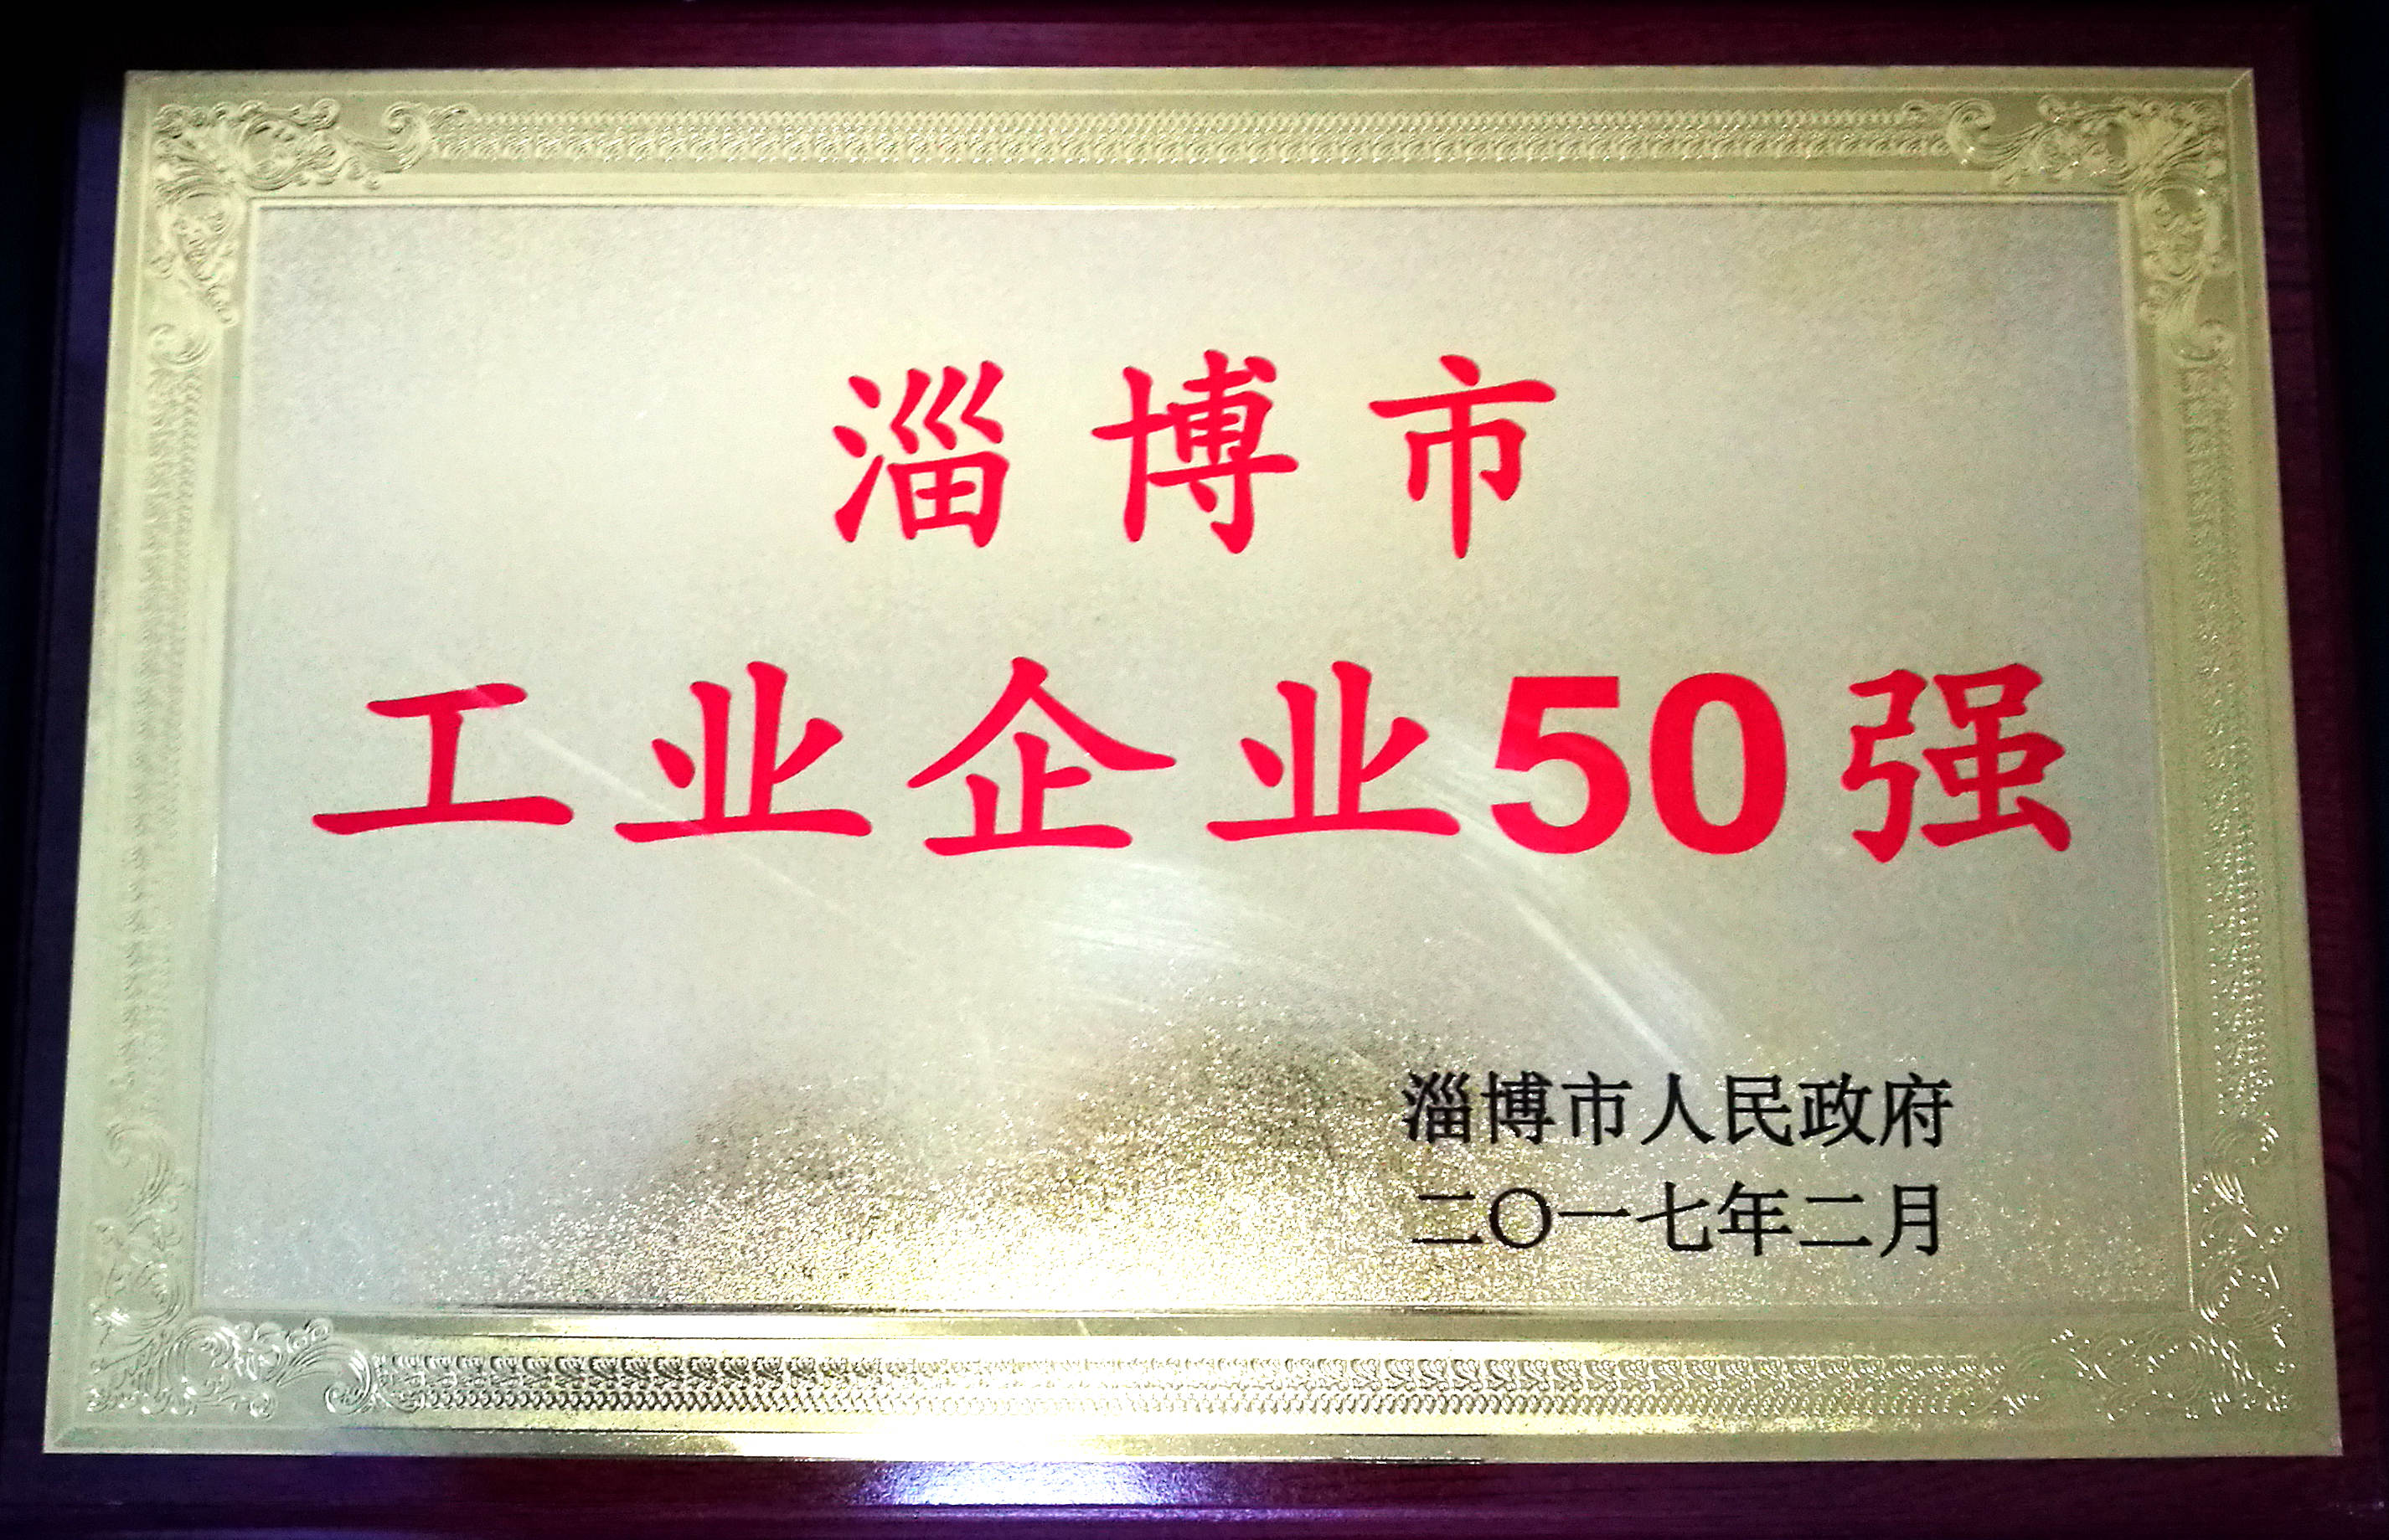 淄博市
工业企业50强
淄博市人民政府
二〇一七年二月